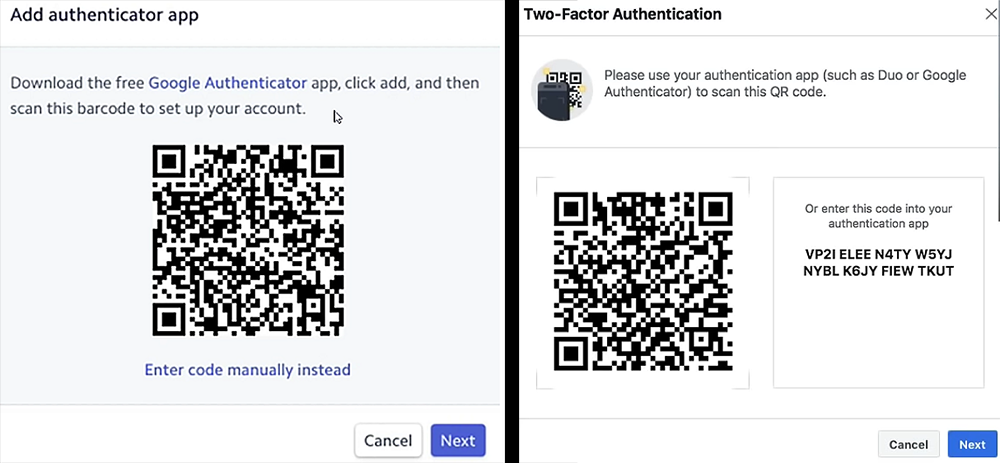 Add authenticator app
Download the free Google Authenticator app, click add, and then
scan this barcode to set up your account.
Enter code manually instead
Cancel
Next
Two-Factor Authentication
Please use your authentication app (such as Duo or Google
Authenticator) to scan this QR code.
Or enter this code into your
authentication app
VP2I ELEE N4TY W5YJ
NYBL K6JY FIEW TKUT
Cancel
Next